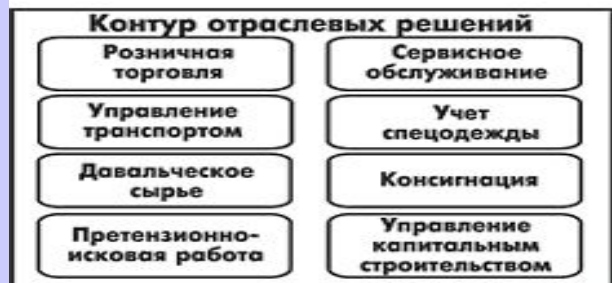 Контур отраслевых решений
Розничная
торговля
Сервисное
обслуживание
Управление
транспортом
Учет
спецодежды
Давальческое
сырье
Консигнация
Претензионно-
исковая работа
Управление
капитальным
строительством